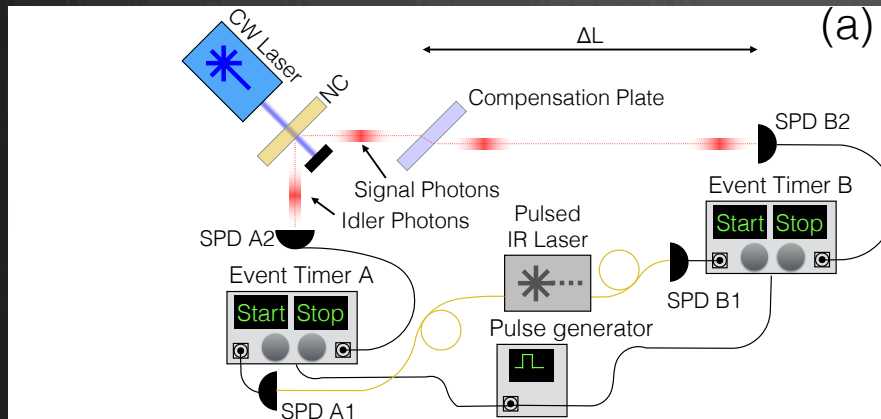 (a)
CW Laser
NC
ΔL
Compensation Plate
SPD B2
Signal Photons
Idler Photons
Event Timer B
Start Stop
SPD A2
Pulsed
IR Laser
SPD B1
Event Timer A
Start Stop
Pulse generator
SPD A1